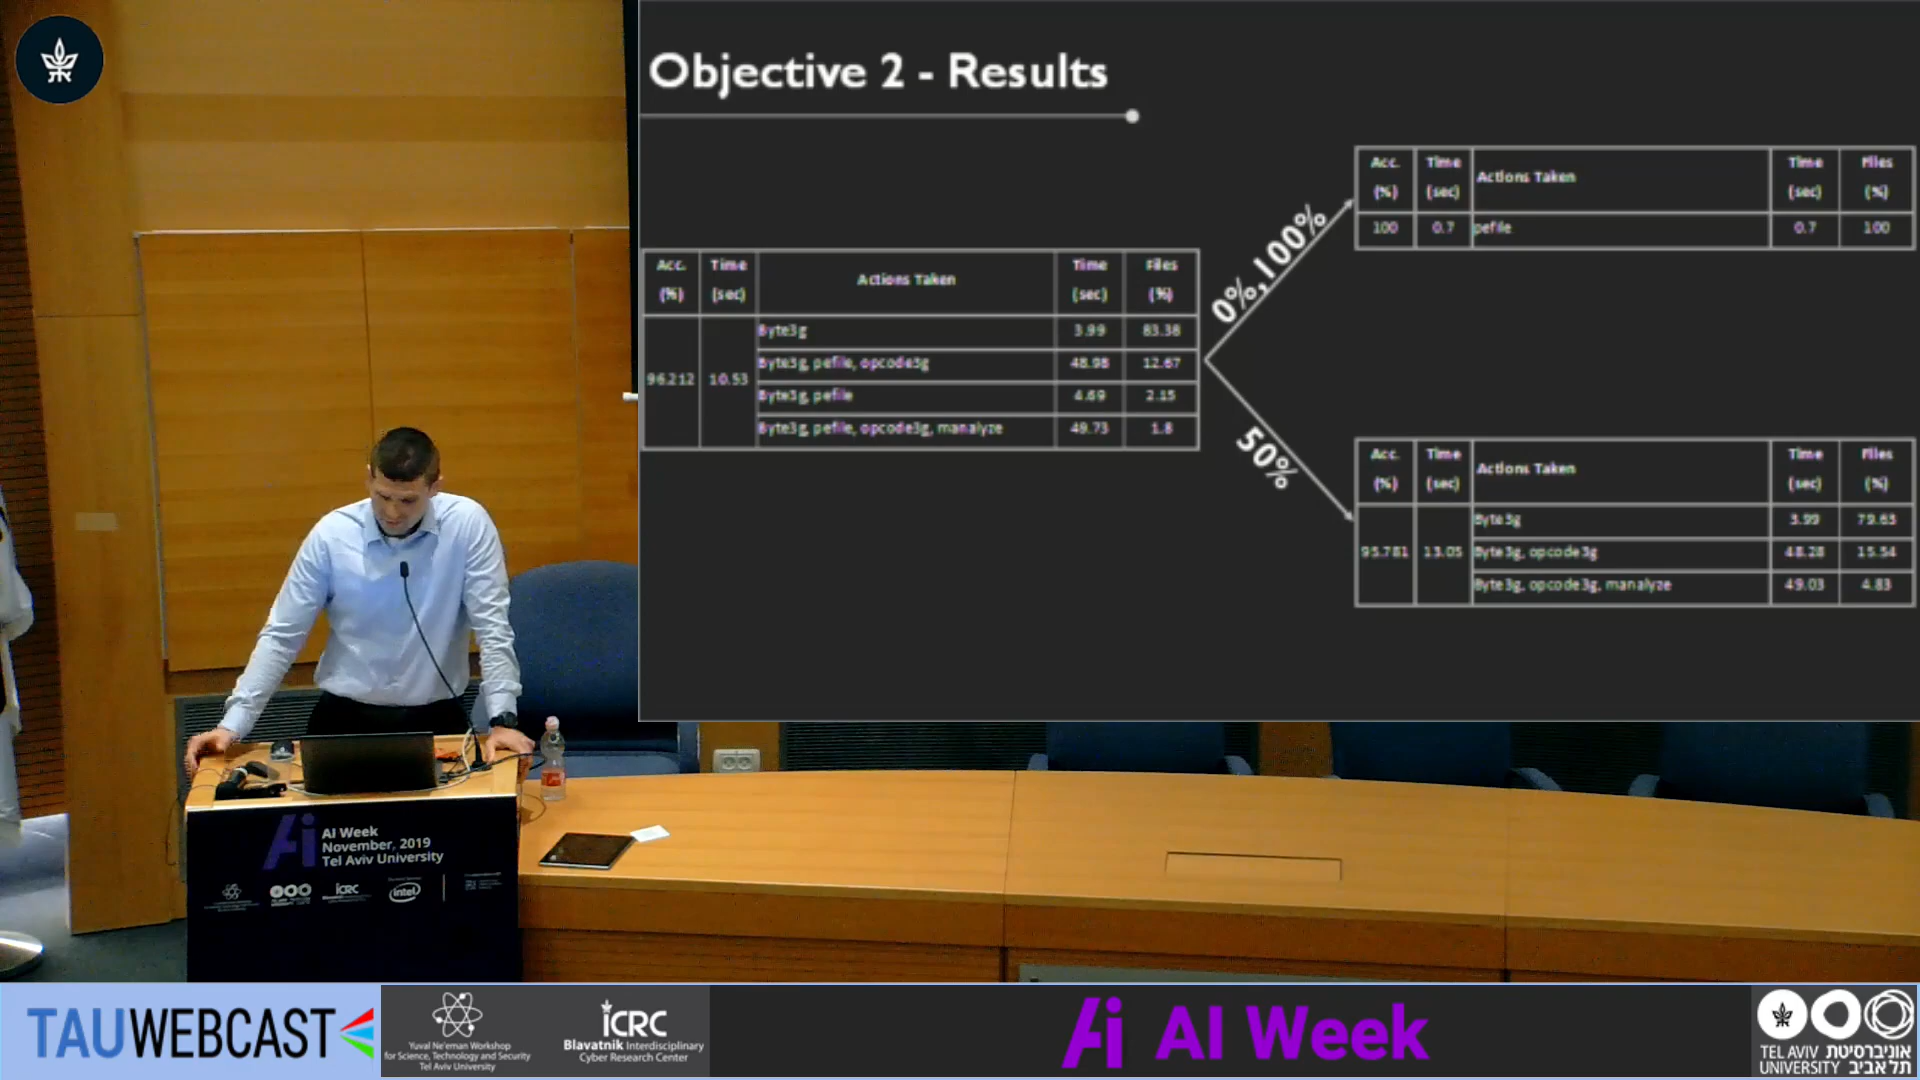 Objective 2 - Results
Acc. (%) Time (sec) Actions Taken Time (sec) Files (%)
96.212 10.53
Byte3g 3.99 83.38
Byte3g, pefile, opcode3g 48.98 12.67
Byte3g, pefile 4.69 2.15
Byte3g, pefile, opcode3g, manalyze 49.73 1.8
0%,100%
50%
Acc. (%) Time (sec) Actions Taken Time (sec) Files (%)
100 0.7 pefile 0.7 100
Acc. (%) Time (sec) Actions Taken Time (sec) Files (%)
95.781 13.05
Byte3g 3.99 79.63
Byte3g, opcode3g 48.28 15.54
Byte3g, opcode3g, manalyze 49.03 4.83
Ai
AI Week
November, 2019
Tel Aviv University
ICRC
intel
TAUWEBCAST
Yuval Ne'eman Workshop
for Science, Technology and Security
Tel Aviv University
ICRC
Blavatnik Interdisciplinary
Cyber Research Center
Ai AI Week
TEL AVIV אוניברסיטת
UNIVERSITY תל אביב